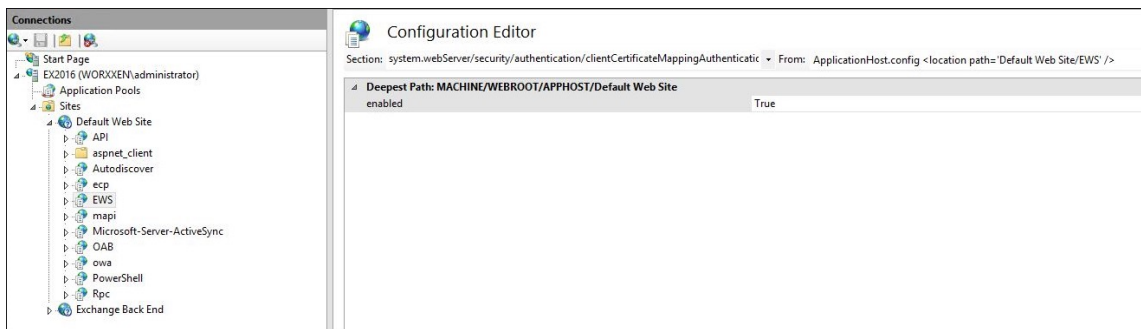 Connections
Start Page
EX2016 (WORXXEN\administrator)
Application Pools
Sites
Default Web Site
API
aspnet_client
Autodiscover
ecp
EWS
mapi
Microsoft-Server-ActiveSync
OAB
owa
PowerShell
Rpc
Exchange Back End
Configuration Editor
Section: system.webServer/security/authentication/clientCertificateMappingAuthenticatic From: ApplicationHost.config <location path='Default Web Site/EWS' />
Deepest Path: MACHINE/WEBROOT/APPHOST/Default Web Site
enabled True